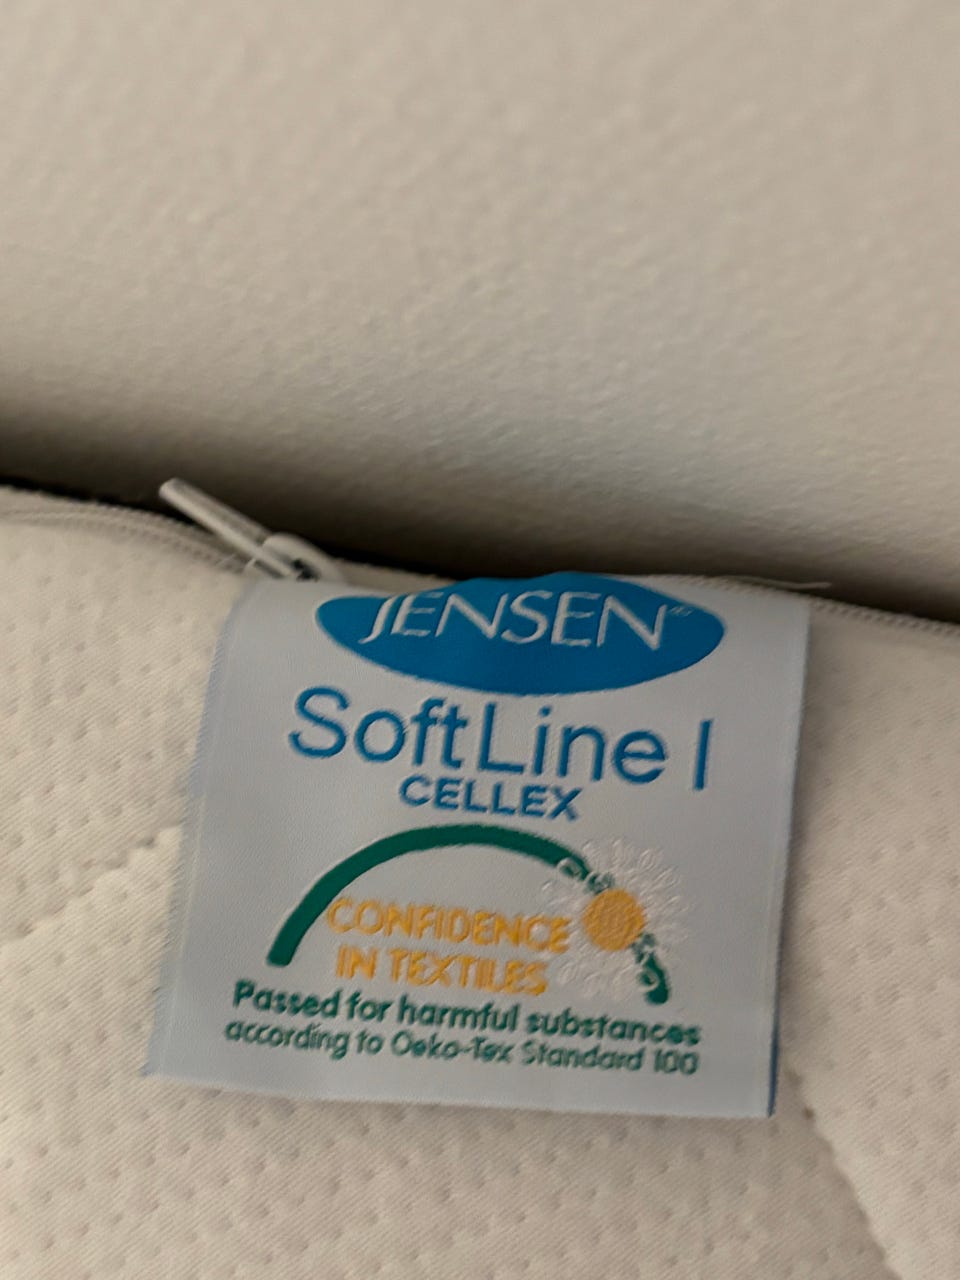 JENSEN
SoftLine I
CELLEX
CONFIDENCE
IN TEXTILES
Passed for harmful substances
according to Oeko-Tex Standard 100